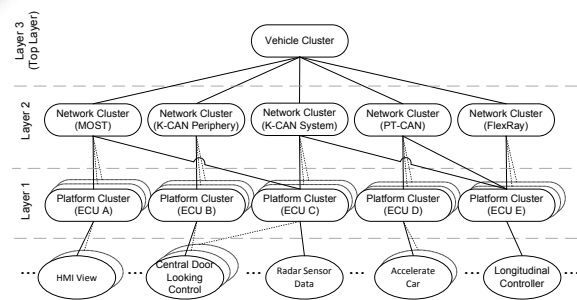 Layer 3
(Top Layer)
Vehicle Cluster
Layer 2
Network Cluster
(MOST)
Network Cluster
(K-CAN Periphery)
Network Cluster
(K-CAN System)
Network Cluster
(PT-CAN)
Network Cluster
(FlexRay)
Layer 1
Platform Cluster
(ECU A)
Platform Cluster
(ECU B)
Platform Cluster
(ECU C)
Platform Cluster
(ECU D)
Platform Cluster
(ECU E)
...
HMI View
...
Central Door
Looking
Control
...
Radar Sensor
Data
...
Accelerate
Car
...
Longitudinal
Controller
...